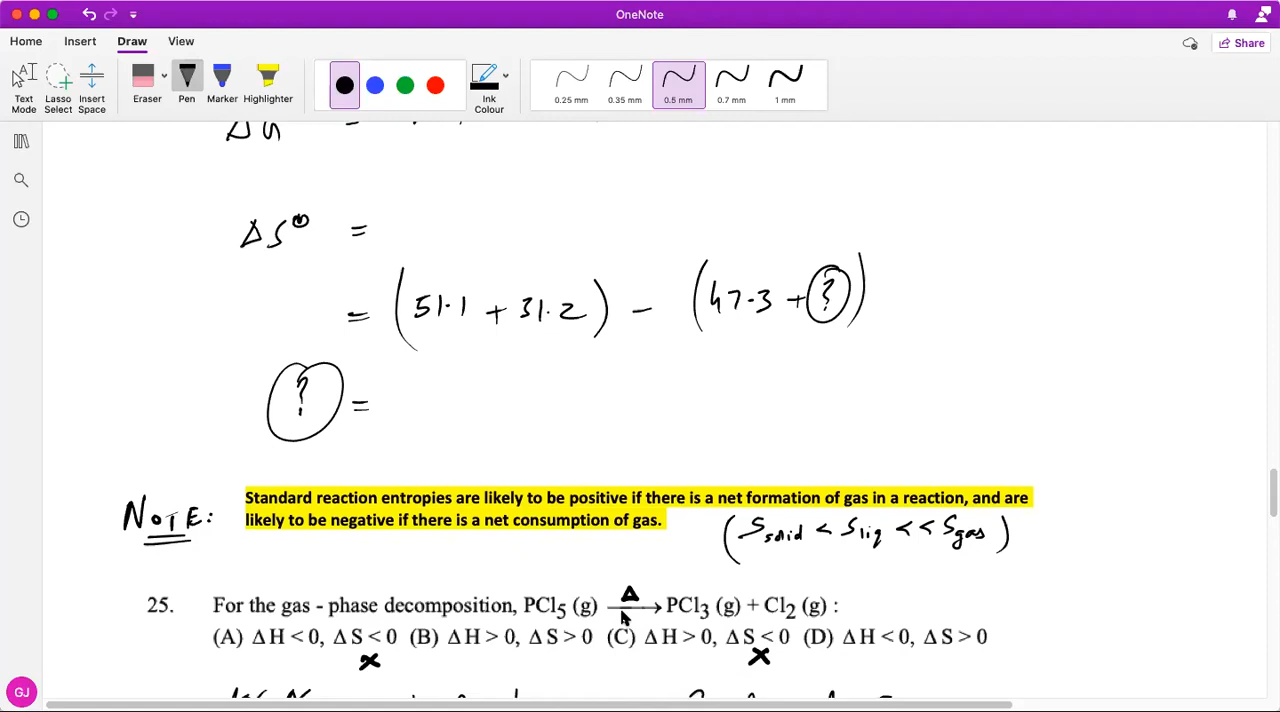 OneNote
Home Insert Draw View
Share
Text Mode
Lasso Select
Insert Space
Eraser
Pen
Marker
Highlighter
Ink Colour
0.25 mm
0.35 mm
0.5 mm
0.7 mm
1 mm
ΔS° =
= (51.1 + 31.2) - (47.3 + ?)
? =
NOTE: Standard reaction entropies are likely to be positive if there is a net formation of gas in a reaction, and are
likely to be negative if there is a net consumption of gas.
(S solid < S liq << S gas)
25. For the gas - phase decomposition, PCl5 (g) Δ → PCl3 (g) + Cl2 (g) :
(A) ΔH < 0, ΔS < 0 (B) ΔH > 0, ΔS > 0 (C) ΔH > 0, ΔS < 0 (D) ΔH < 0, ΔS > 0
× ×
GJ